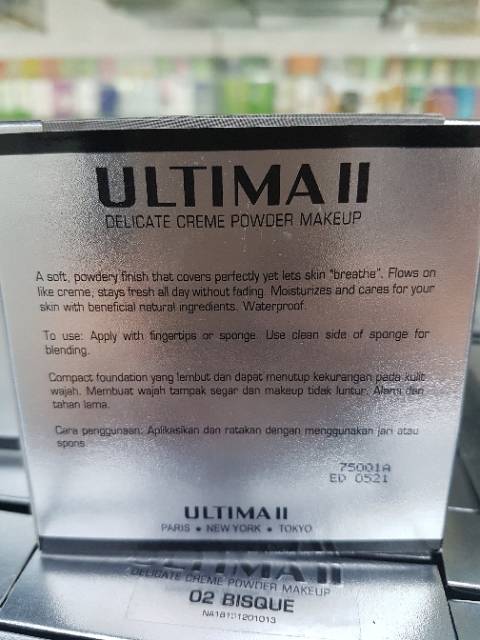 ULTIMA II
DELICATE CREME POWDER MAKEUP
A soft, powdery finish that covers perfectly yet lets skin "breathe". Flows on
like creme, stays fresh all day without fading. Moisturizes and cares for your
skin with beneficial natural ingredients. Waterproof.
To use: Apply with fingertips or sponge. Use clean side of sponge for
blending.
Compact foundation yang lembut dan dapat menutup kekurangan pada kulit
wajah. Membuat wajah tampak segar dan makeup tidak luntur. Alami dan
tahan lama.
Cara penggunaan: Aplikasikan dan ratakan dengan menggunakan jari atau
spons.
75001A
ED 0521
ULTIMA II
PARIS • NEW YORK • TOKYO
ULTIMA II
DELICATE CREME POWDER MAKEUP
02 BISQUE
NA18131201013